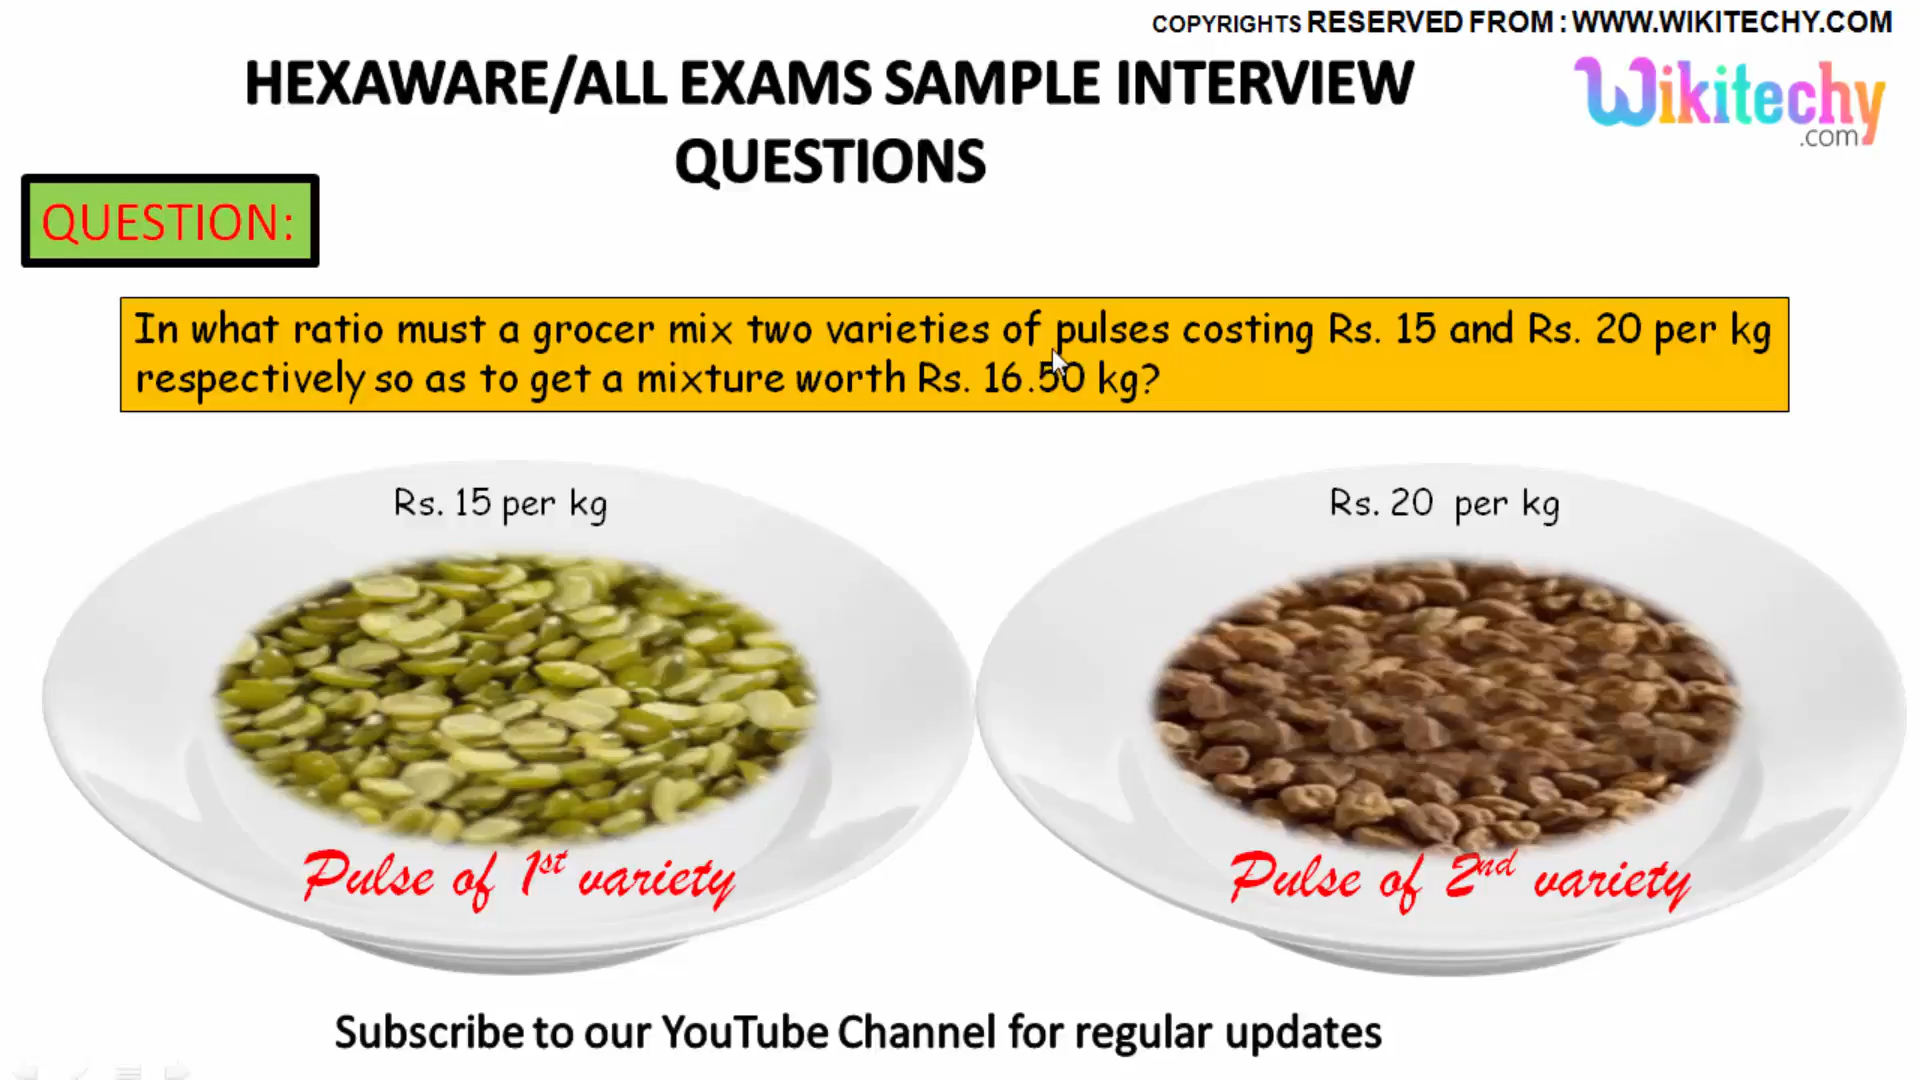 COPYRIGHTS RESERVED FROM : WWW.WIKITECHY.COM
HEXAWARE/ALL EXAMS SAMPLE INTERVIEW
QUESTIONS
Wikitechy
.com
QUESTION:
In what ratio must a grocer mix two varieties of pulses costing Rs. 15 and Rs. 20 per kg
respectively so as to get a mixture worth Rs. 16.50 kg?
Rs. 15 per kg
Rs. 20 per kg
Pulse of 1st variety
Pulse of 2nd variety
Subscribe to our YouTube Channel for regular updates